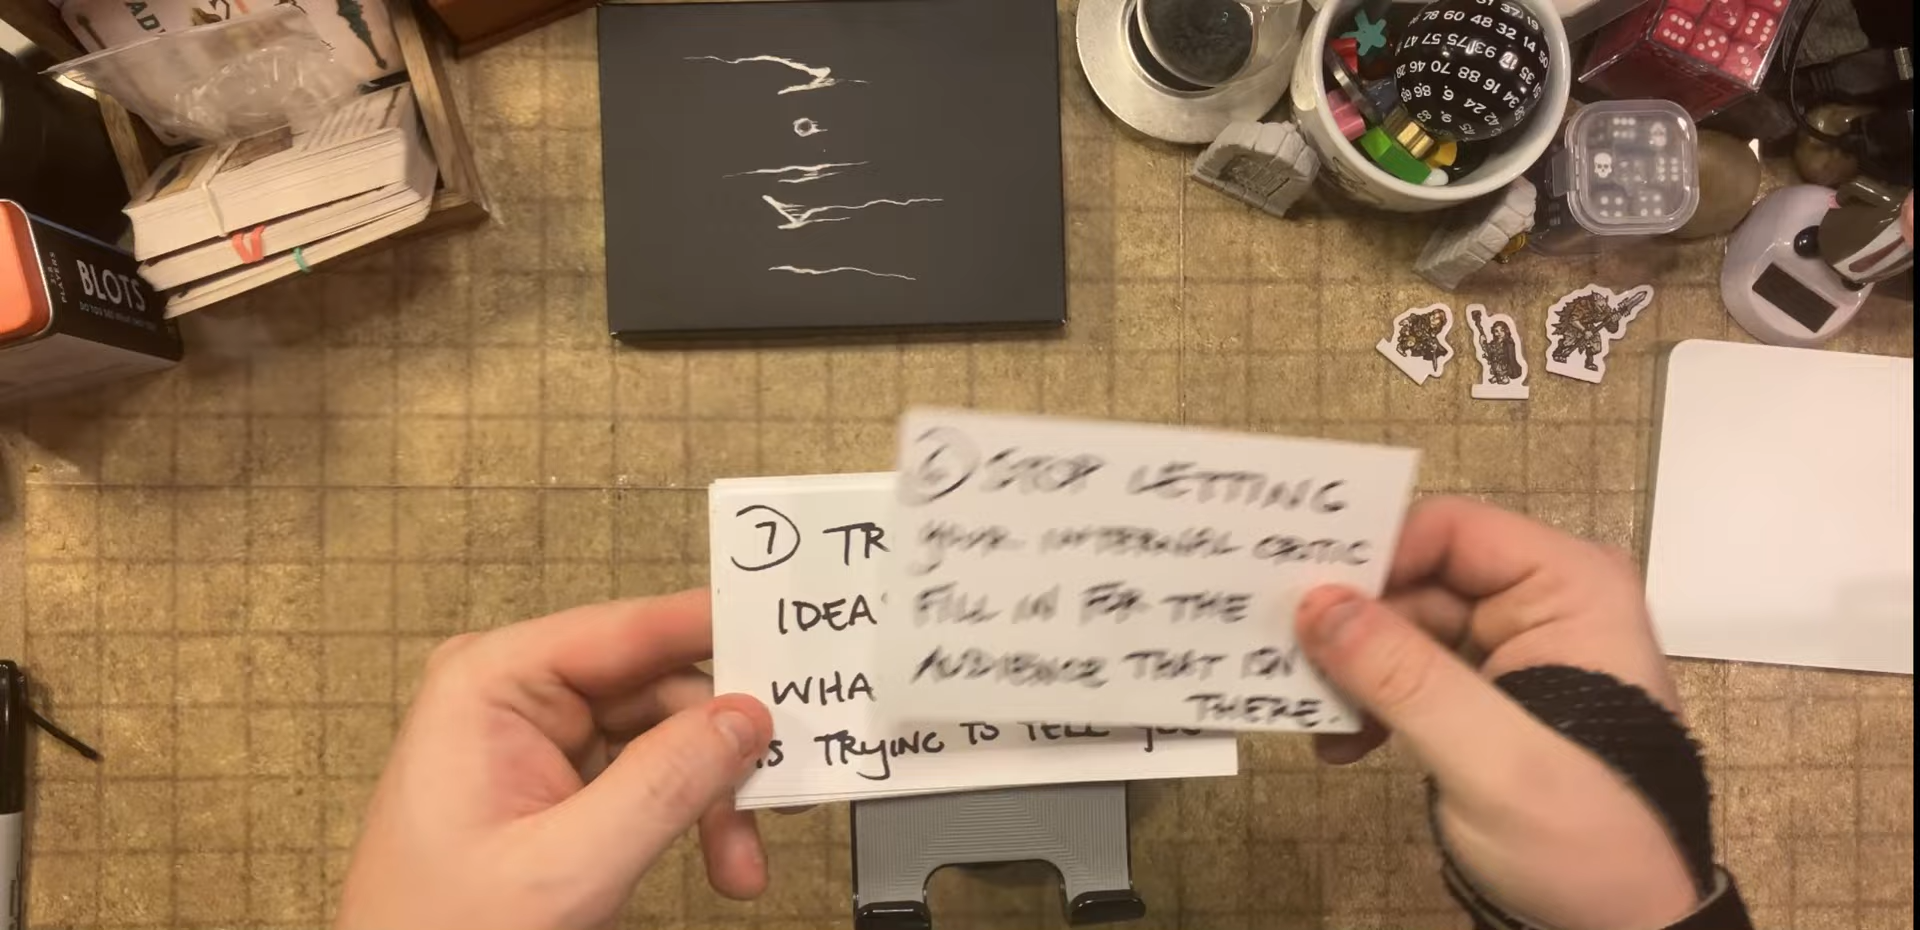 BLOTS
⑥ STOP LETTING
YOUR INTERNAL CRITIC
FILL IN FOR THE
AUDIENCE THAT ISN
THERE.
⑦ TR
IDEA
WHA
IS TRYING TO TELL YOU